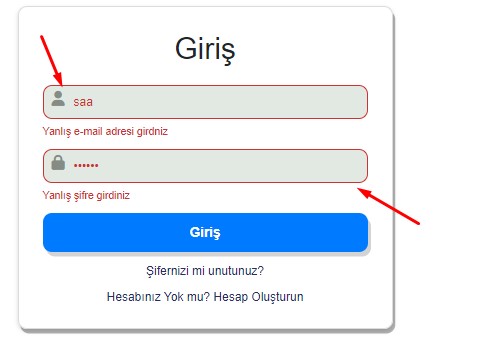 Giriş
saa
Yanlış e-mail adresi girdniz
••••••
Yanlış şifre girdiniz
Giriş
Şifernizi mi unutunuz?
Hesabınız Yok mu? Hesap Oluşturun